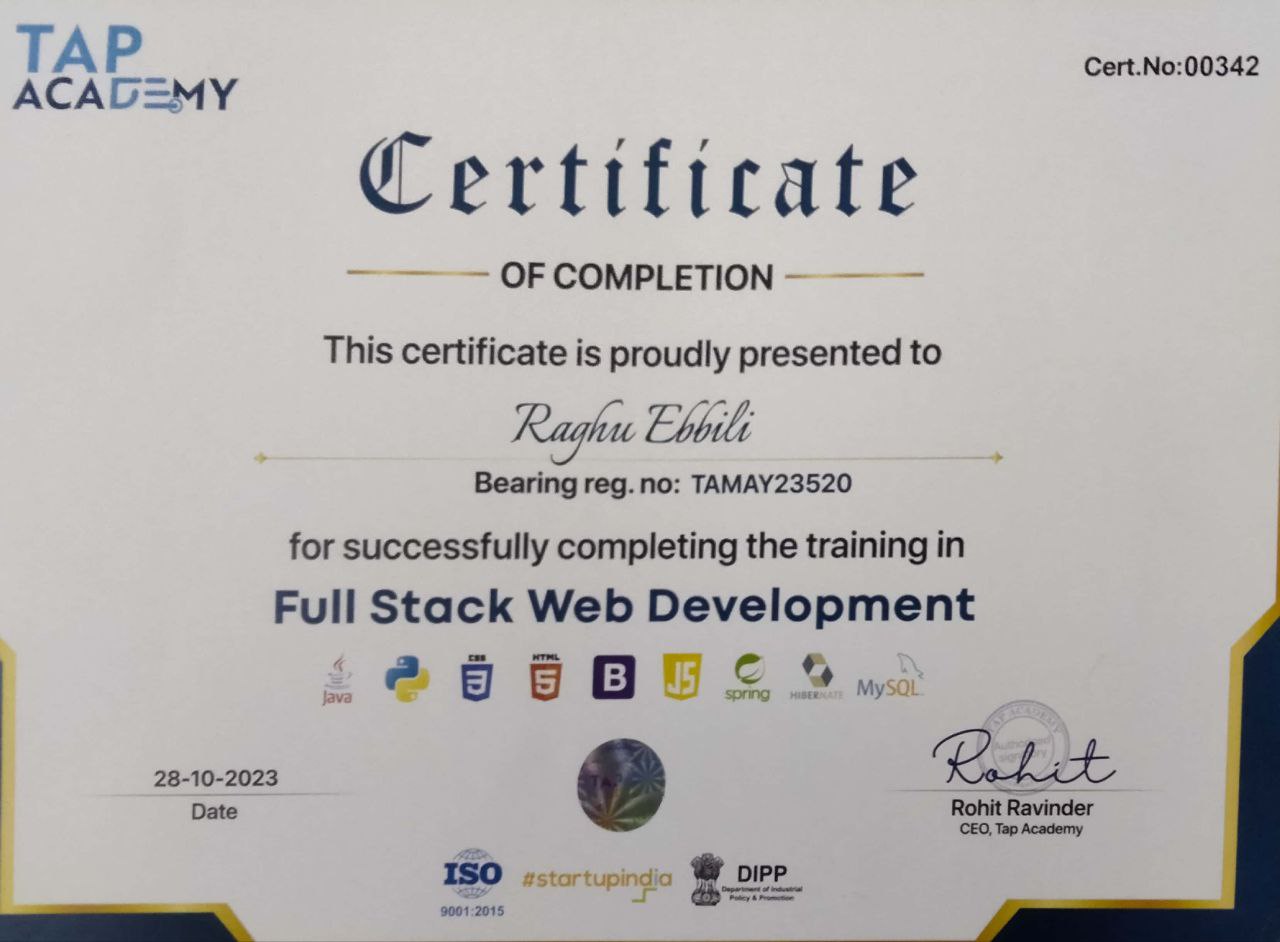 TAP
ACADEMY
Cert.No:00342
Certificate
OF COMPLETION
This certificate is proudly presented to
Raghu Ebbili
Bearing reg. no: TAMAY23520
for successfully completing the training in
Full Stack Web Development
Java
CSS
3
HTML
5
B
JS
spring
HIBERNATE
MySQL
28-10-2023
Date
TAP
TAP ACADEMY
Authorized
signatory
Rohit
Rohit Ravinder
CEO, Tap Academy
ISO
9001:2015
#startupindia
DIPP
Department of Industrial
Policy & Promotion